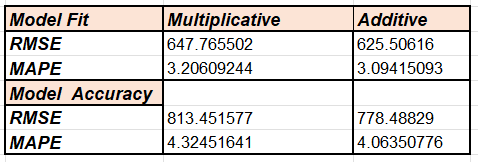 Model Fit Multiplicative Additive
RMSE 647.765502 625.50616
MAPE 3.20609244 3.09415093
Model Accuracy
RMSE 813.451577 778.48829
MAPE 4.32451641 4.06350776